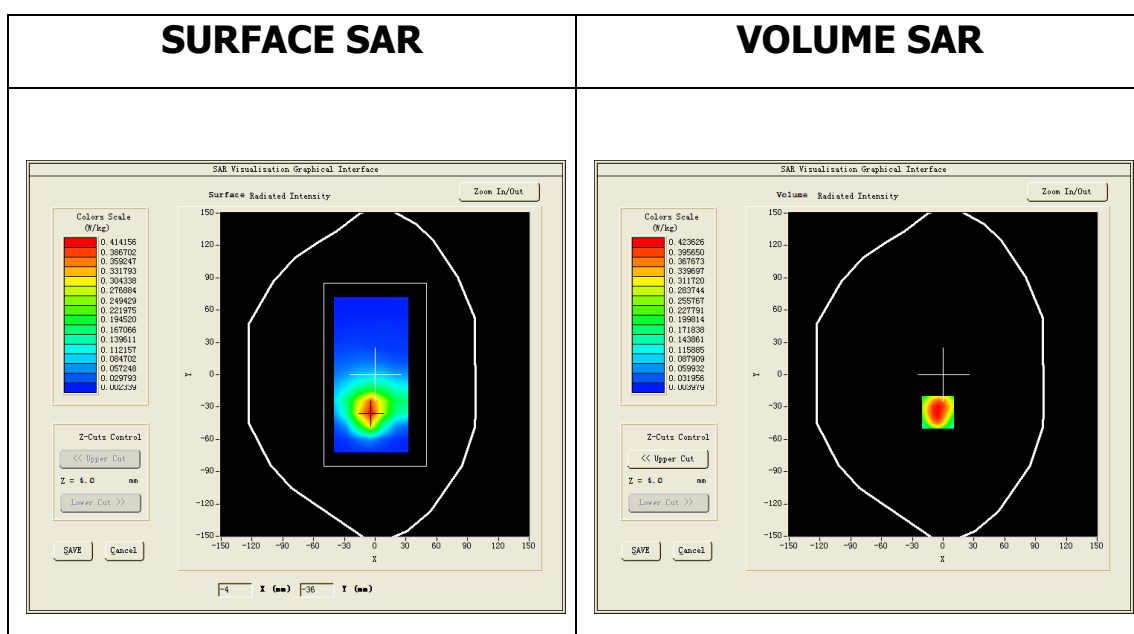 SURFACE SAR
VOLUME SAR
SAR Visualisation Graphical Interface
Surface Radiated Intensity
Zoom In/Out
Colors Scale
(W/kg)
0.414156
0.386702
0.359247
0.331793
0.304338
0.276884
0.249429
0.221975
0.194520
0.167066
0.139611
0.112157
0.084702
0.057248
0.029793
0.002339
150
120
90
60
30
0
-30
-60
-90
-120
-150
Y
-150 -120 -90 -60 -30 0 30 60 90 120 150
X
Z-Cuts Control
<< Upper Cut
Z = 4.0 mm
Lower Cut >>
SAVE Cancel
-4 X (mm) -36 Y (mm)
SAR Visualisation Graphical Interface
Volume Radiated Intensity
Zoom In/Out
Colors Scale
(W/kg)
0.423626
0.395650
0.367673
0.339697
0.311720
0.283744
0.255767
0.227791
0.199814
0.171838
0.143861
0.115885
0.087909
0.059932
0.031956
0.003979
150
120
90
60
30
0
-30
-60
-90
-120
-150
Y
-150 -120 -90 -60 -30 0 30 60 90 120 150
X
Z-Cuts Control
<< Upper Cut
Z = 4.0 mm
Lower Cut >>
SAVE Cancel